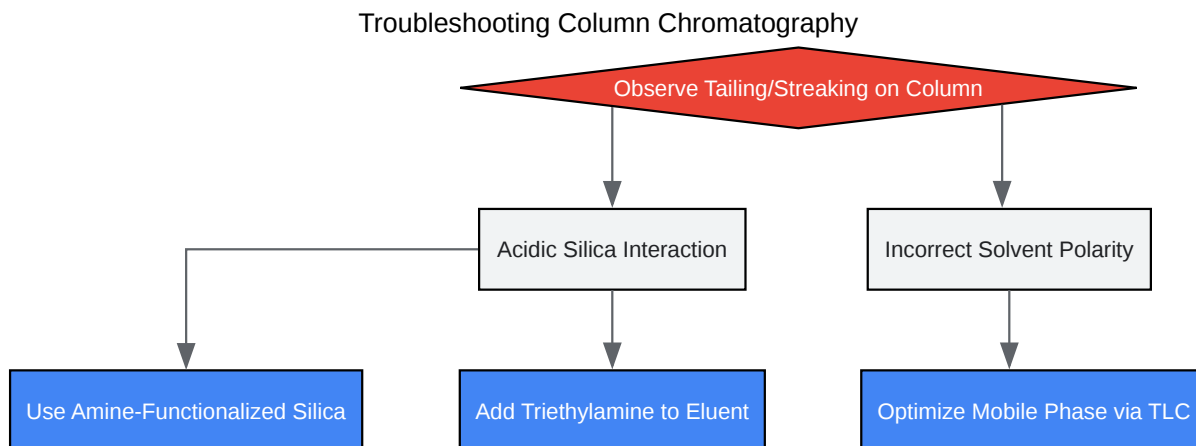 Troubleshooting Column Chromatography
Observe Tailing/Streaking on Column
Acidic Silica Interaction
Incorrect Solvent Polarity
Use Amine-Functionalized Silica
Add Triethylamine to Eluent
Optimize Mobile Phase via TLC